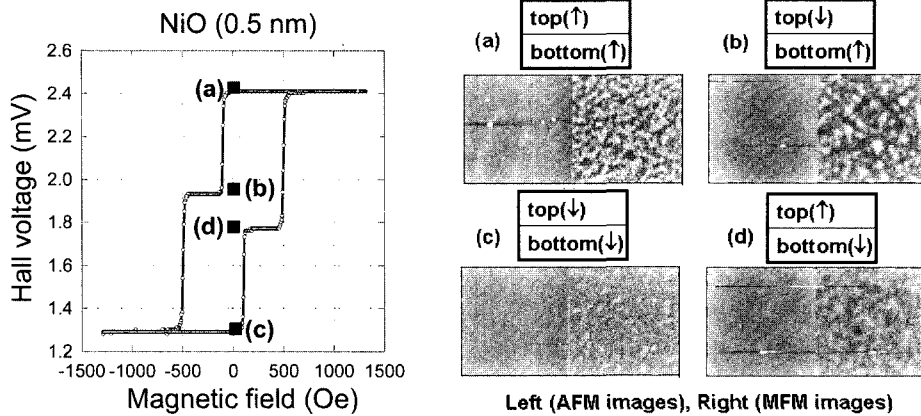 NiO (0.5 nm)
Hall voltage (mV)
2.6
2.4
2.2
2.0
1.8
1.6
1.4
1.2
(a)
(b)
(d)
(c)
-1500 -1000 -500 0 500 1000 1500
Magnetic field (Oe)
(a)
top(↑)
bottom(↑)
(b)
top(↓)
bottom(↑)
(c)
top(↓)
bottom(↓)
(d)
top(↑)
bottom(↓)
Left (AFM images), Right (MFM images)